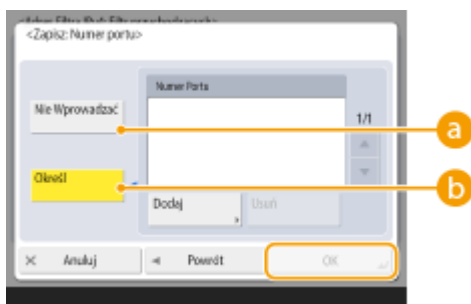 <Zapisz: Numer portu>
Numer Portu
Nie Wprowadzać
1/1
a
Określ
b
Dodaj
Usuń
Anuluj
Powrót
OK